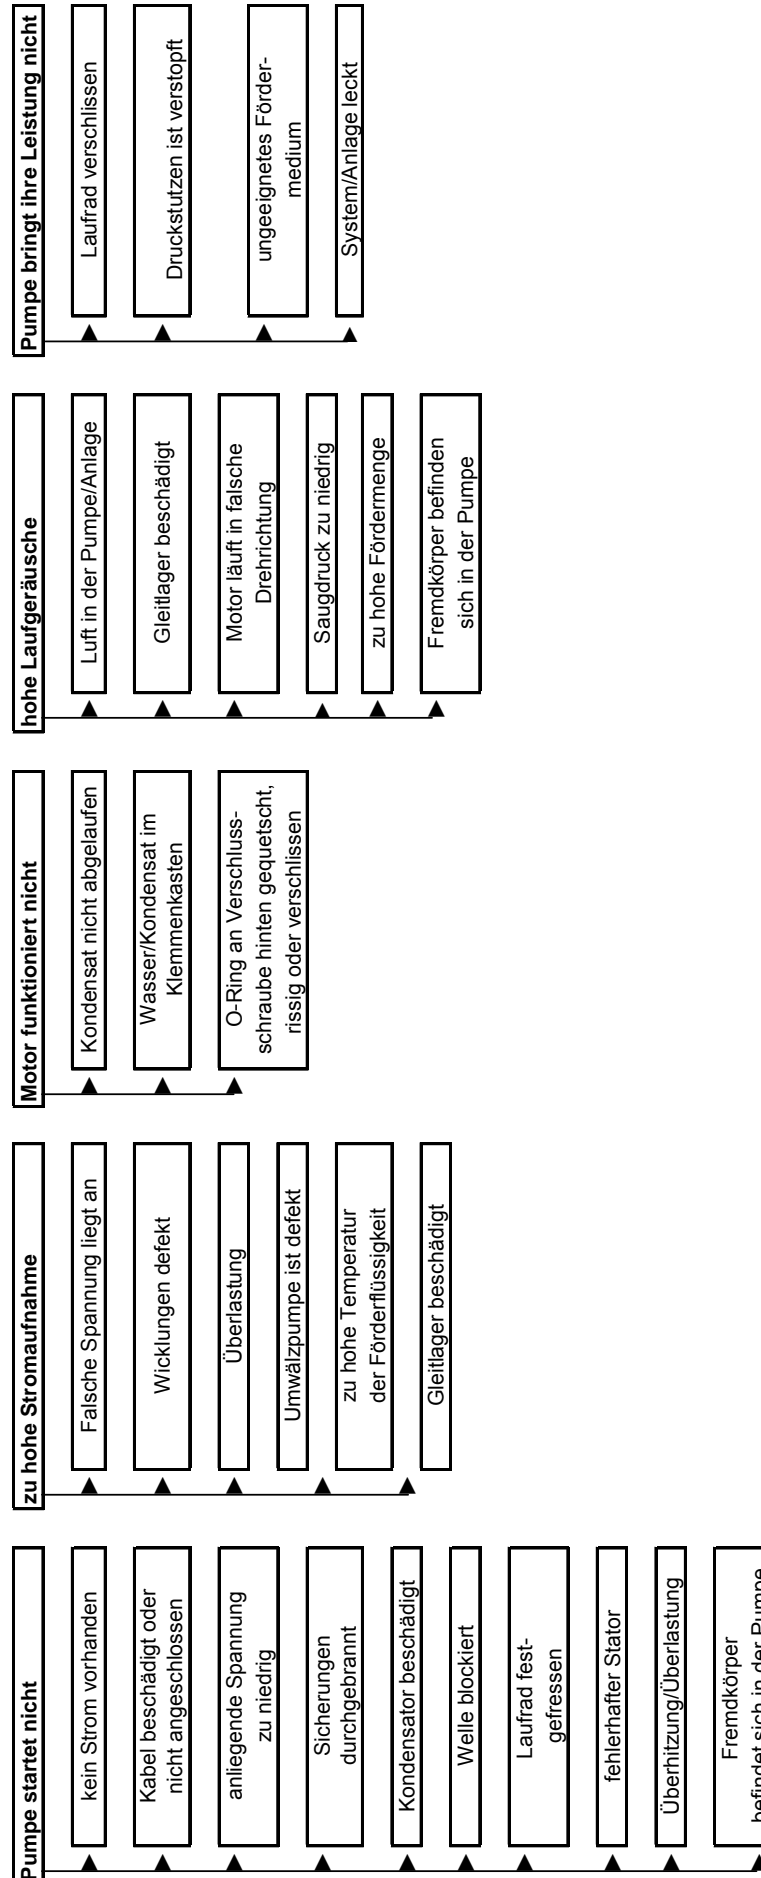 Pumpe startet nicht
kein Strom vorhanden
Kabel beschädigt oder
nicht angeschlossen
anliegende Spannung
zu niedrig
Sicherungen
durchgebrannt
Kondensator beschädigt
Welle blockiert
Laufrad fest-
gefressen
fehlerhafter Stator
Überhitzung/Überlastung
Fremdkörper
befindet sich in der Pumpe
zu hohe Stromaufnahme
Falsche Spannung liegt an
Wicklungen defekt
Überlastung
Umwälzpumpe ist defekt
zu hohe Temperatur
der Förderflüssigkeit
Gleitlager beschädigt
Motor funktioniert nicht
Kondensat nicht abgelaufen
Wasser/Kondensat im
Klemmenkasten
O-Ring an Verschluss-
schraube hinten gequetscht,
rissig oder verschlissen
hohe Laufgeräusche
Luft in der Pumpe/Anlage
Gleitlager beschädigt
Motor läuft in falsche
Drehrichtung
Saugdruck zu niedrig
zu hohe Fördermenge
Fremdkörper befinden
sich in der Pumpe
Pumpe bringt ihre Leistung nicht
Laufrad verschlissen
Druckstutzen ist verstopft
ungeeignetes Förder-
medium
System/Anlage leckt